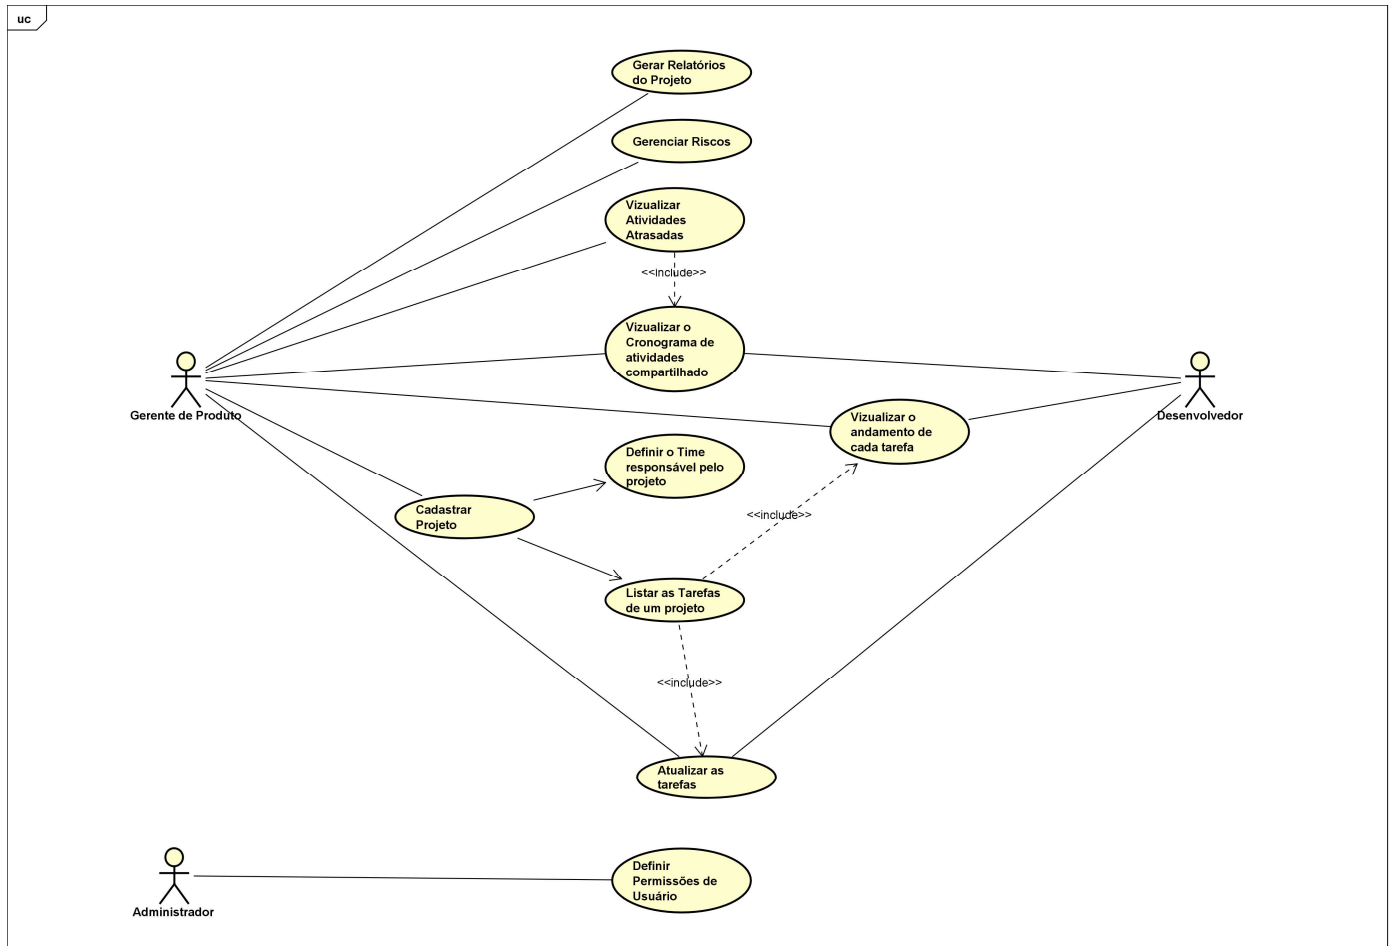 uc
Gerar Relatórios
do Projeto
Gerenciar Riscos
Vizualizar
Atividades
Atrasadas
<<include>>
Vizualizar o
Cronograma de
atividades
compartilhado
Gerente de Produto
Desenvolvedor
Vizualizar o
andamento de
cada tarefa
Definir o Time
responsável pelo
projeto
Cadastrar
Projeto
<<include>>
Listar as Tarefas
de um projeto
<<include>>
Atualizar as
tarefas
Definir
Permissões de
Usuário
Administrador